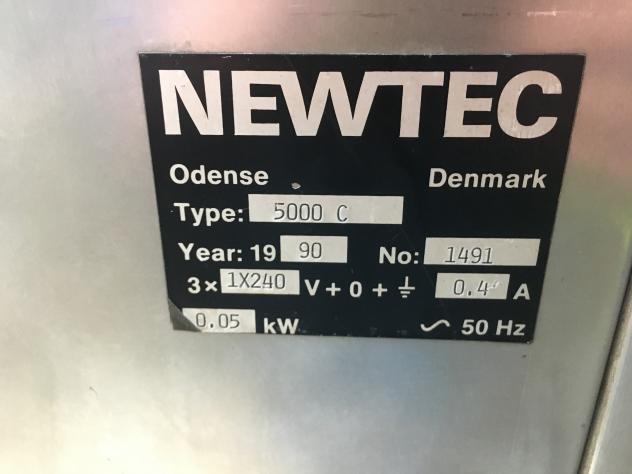 NEWTEC
Odense Denmark
Type: 5000 C
Year: 19 90 No: 1491
3× 1X240 V + 0 + ⏚ 0.4 A
0.05 kW ~ 50 Hz